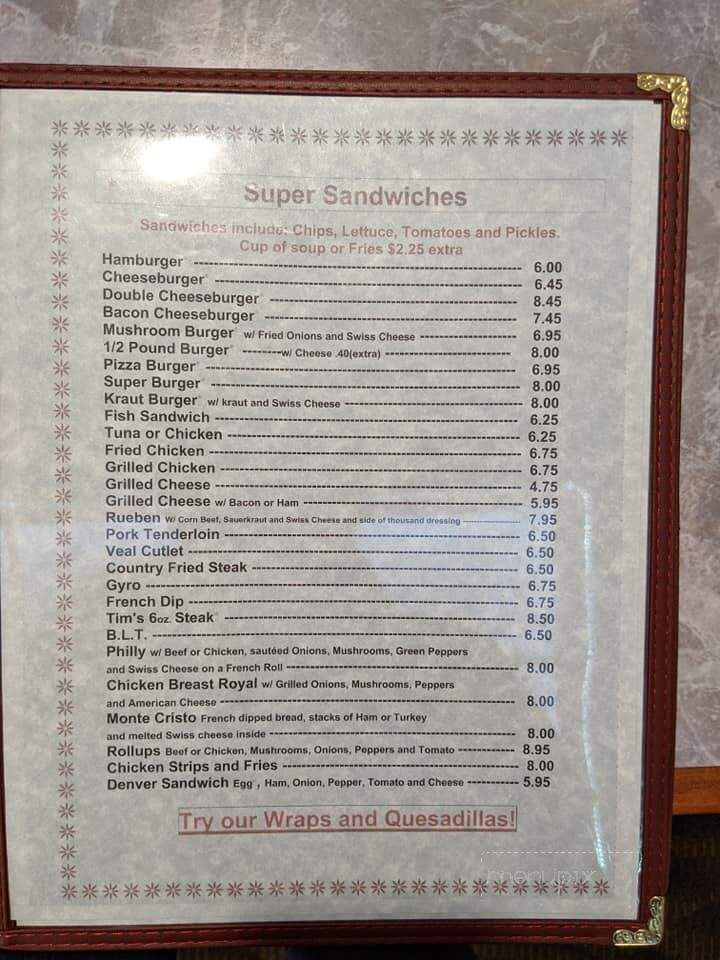 Super Sandwiches
Sandwiches include: Chips, Lettuce, Tomatoes and Pickles.
Cup of soup or Fries $2.25 extra
Hamburger ---------- 6.00
Cheeseburger* ---------- 6.45
Double Cheeseburger* ---------- 8.45
Bacon Cheeseburger ---------- 7.45
Mushroom Burger* w/ Fried Onions and Swiss Cheese ---------- 6.95
1/2 Pound Burger* --------w/ Cheese .40(extra) ---------- 8.00
Pizza Burger* ---------- 6.95
Super Burger* ---------- 8.00
Kraut Burger* w/ kraut and Swiss Cheese ---------- 8.00
Fish Sandwich ---------- 6.25
Tuna or Chicken ---------- 6.25
Fried Chicken ---------- 6.75
Grilled Chicken ---------- 6.75
Grilled Cheese ---------- 4.75
Grilled Cheese w/ Bacon or Ham ---------- 5.95
Rueben W/ Corn Beef, Sauerkraut and Swiss Cheese and side of thousand dressing ---------- 7.95
Pork Tenderloin ---------- 6.50
Veal Cutlet ---------- 6.50
Country Fried Steak ---------- 6.50
Gyro ---------- 6.75
French Dip ---------- 6.75
Tim's 6oz. Steak* ---------- 8.50
B.L.T. ---------- 6.50
Philly w/ Beef or Chicken, sautéed Onions, Mushrooms, Green Peppers
and Swiss Cheese on a French Roll ---------- 8.00
Chicken Breast Royal w/ Grilled Onions, Mushrooms, Peppers
and American Cheese ---------- 8.00
Monte Cristo French dipped bread, stacks of Ham or Turkey
and melted Swiss cheese inside ---------- 8.00
Rollups Beef or Chicken, Mushrooms, Onions, Peppers and Tomato ---------- 8.95
Chicken Strips and Fries ---------- 8.00
Denver Sandwich Egg*, Ham, Onion, Pepper, Tomato and Cheese ---------- 5.95
Try our Wraps and Quesadillas!
menupix